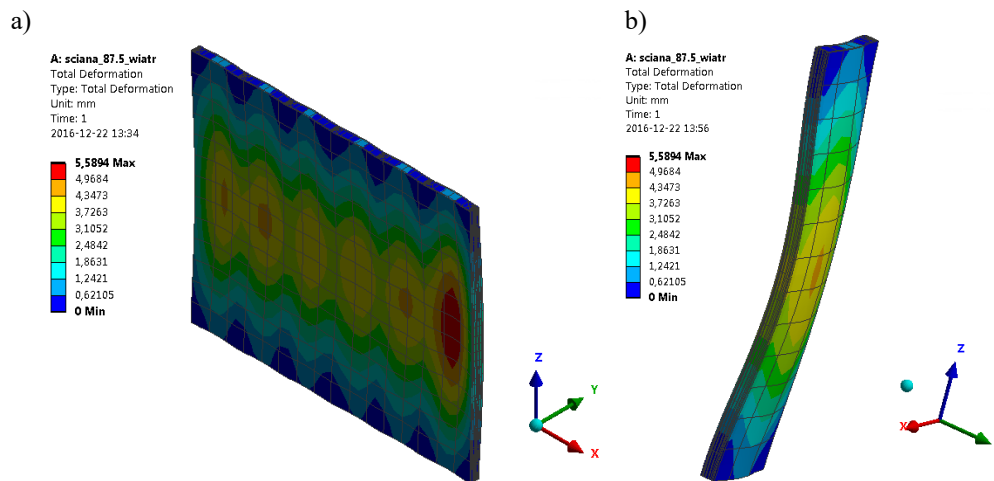 a)
A: sciana_87.5_wiatr
Total Deformation
Type: Total Deformation
Unit: mm
Time: 1
2016-12-22 13:34
5,5894 Max
4,9684
4,3473
3,7263
3,1052
2,4842
1,8631
1,2421
0,62105
0 Min
Z
Y
X
b)
A: sciana_87.5_wiatr
Total Deformation
Type: Total Deformation
Unit: mm
Time: 1
2016-12-22 13:56
5,5894 Max
4,9684
4,3473
3,7263
3,1052
2,4842
1,8631
1,2421
0,62105
0 Min
Z
X